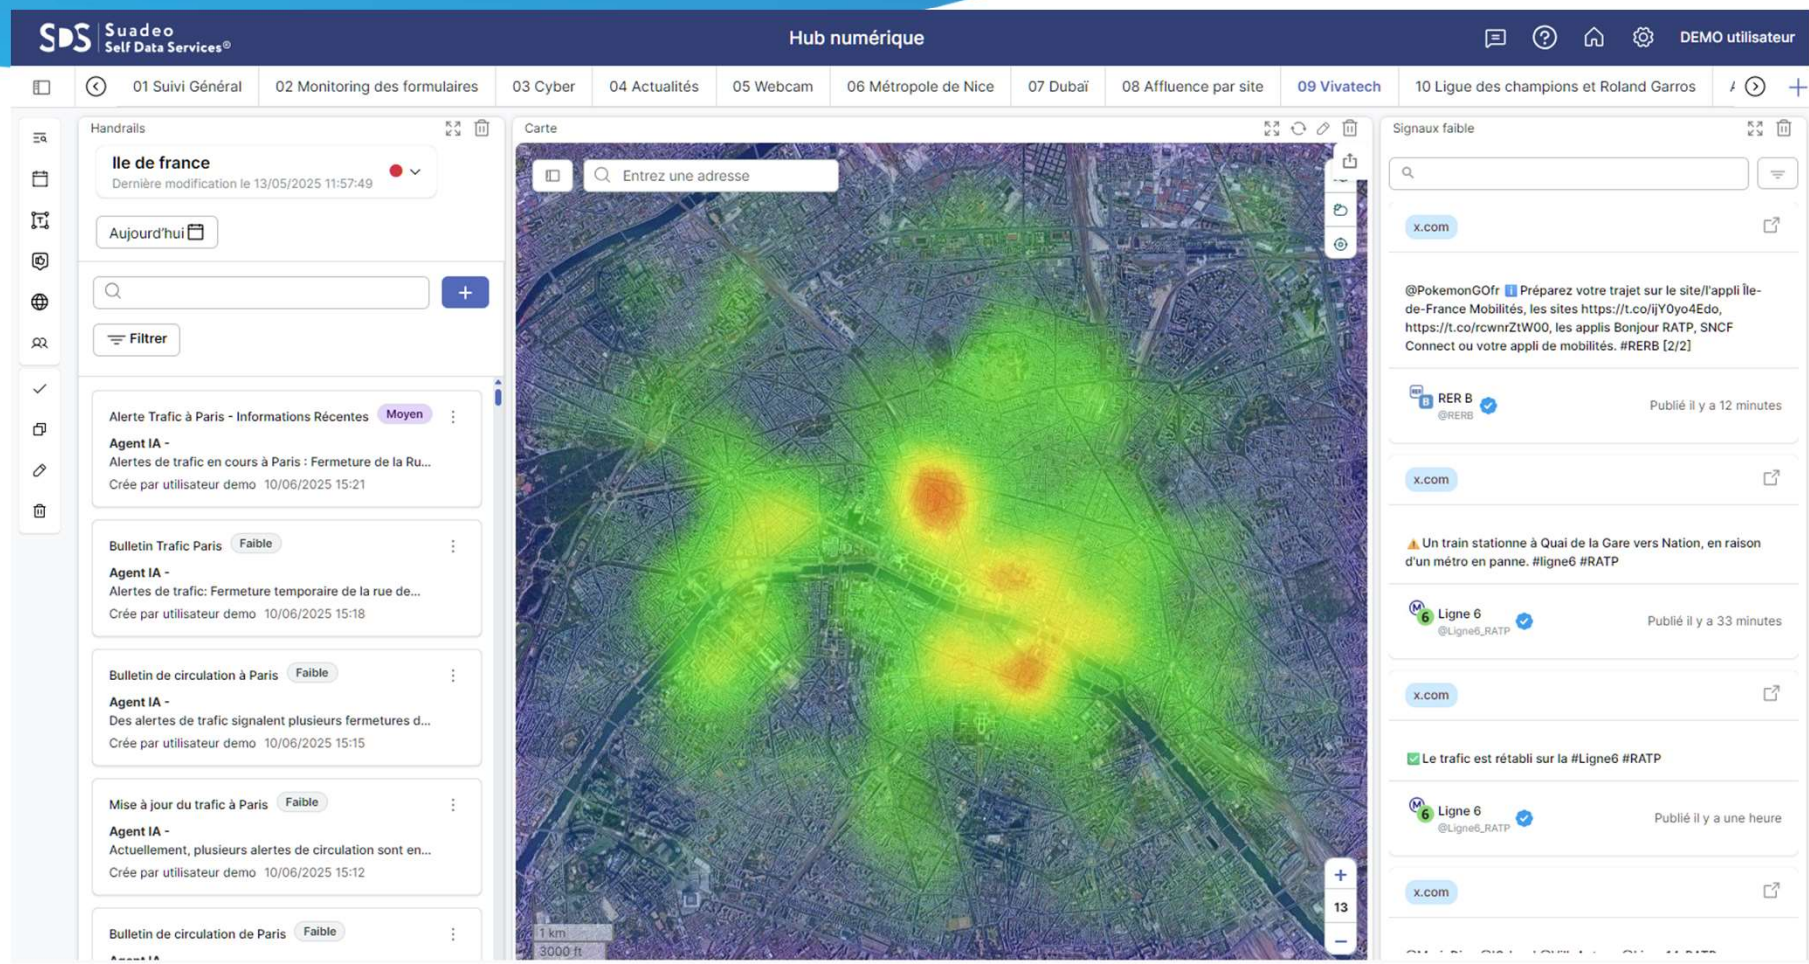 SDS Suadeo
Self Data Services®
Hub numérique
DEMO utilisateur
01 Suivi Général
02 Monitoring des formulaires
03 Cyber
04 Actualités
05 Webcam
06 Métropole de Nice
07 Dubaï
08 Affluence par site
09 Vivatech
10 Ligue des champions et Roland Garros
Handrails
Ile de france
Dernière modification le 13/05/2025 11:57:49
Aujourd'hui
Filtrer
Alerte Trafic à Paris - Informations Récentes Moyen
Agent IA -
Alertes de trafic en cours à Paris : Fermeture de la Ru...
Crée par utilisateur demo 10/06/2025 15:21
Bulletin Trafic Paris Faible
Agent IA -
Alertes de trafic: Fermeture temporaire de la rue de...
Crée par utilisateur demo 10/06/2025 15:18
Bulletin de circulation à Paris Faible
Agent IA -
Des alertes de trafic signalent plusieurs fermetures d...
Crée par utilisateur demo 10/06/2025 15:15
Mise à jour du trafic à Paris Faible
Agent IA -
Actuellement, plusieurs alertes de circulation sont en...
Crée par utilisateur demo 10/06/2025 15:12
Bulletin de circulation de Paris Faible
Agent IA
Carte
Entrez une adresse
+
13
−
1 km
3000 ft
Signaux faible
x.com
@PokemonGOfr ℹ️ Préparez votre trajet sur le site/l'appli Île-
de-France Mobilités, les sites https://t.co/ijY0yo4Edo,
https://t.co/rcwnrZtW00, les applis Bonjour RATP, SNCF
Connect ou votre appli de mobilités. #RERB [2/2]
RER B
@RERB
Publié il y a 12 minutes
x.com
⚠️ Un train stationne à Quai de la Gare vers Nation, en raison
d'un métro en panne. #ligne6 #RATP
Ligne 6
@Ligne6_RATP
Publié il y a 33 minutes
x.com
✅ Le trafic est rétabli sur la #Ligne6 #RATP
Ligne 6
@Ligne6_RATP
Publié il y a une heure
x.com